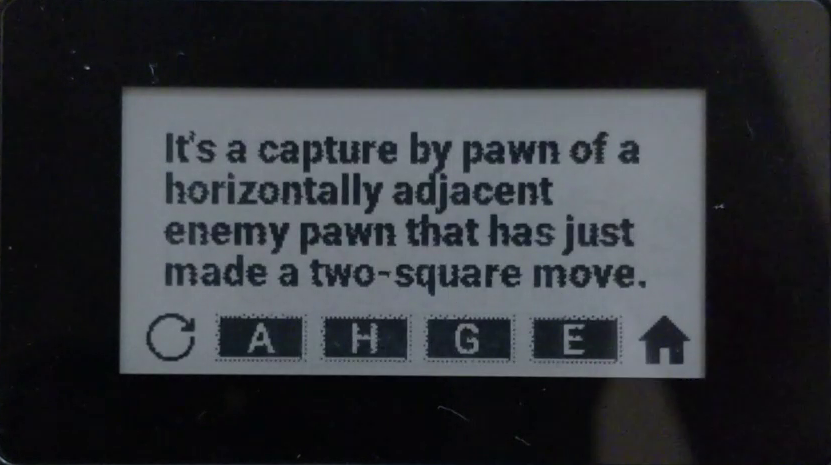 It's a capture by pawn of a
horizontally adjacent
enemy pawn that has just
made a two-square move.
A H G E